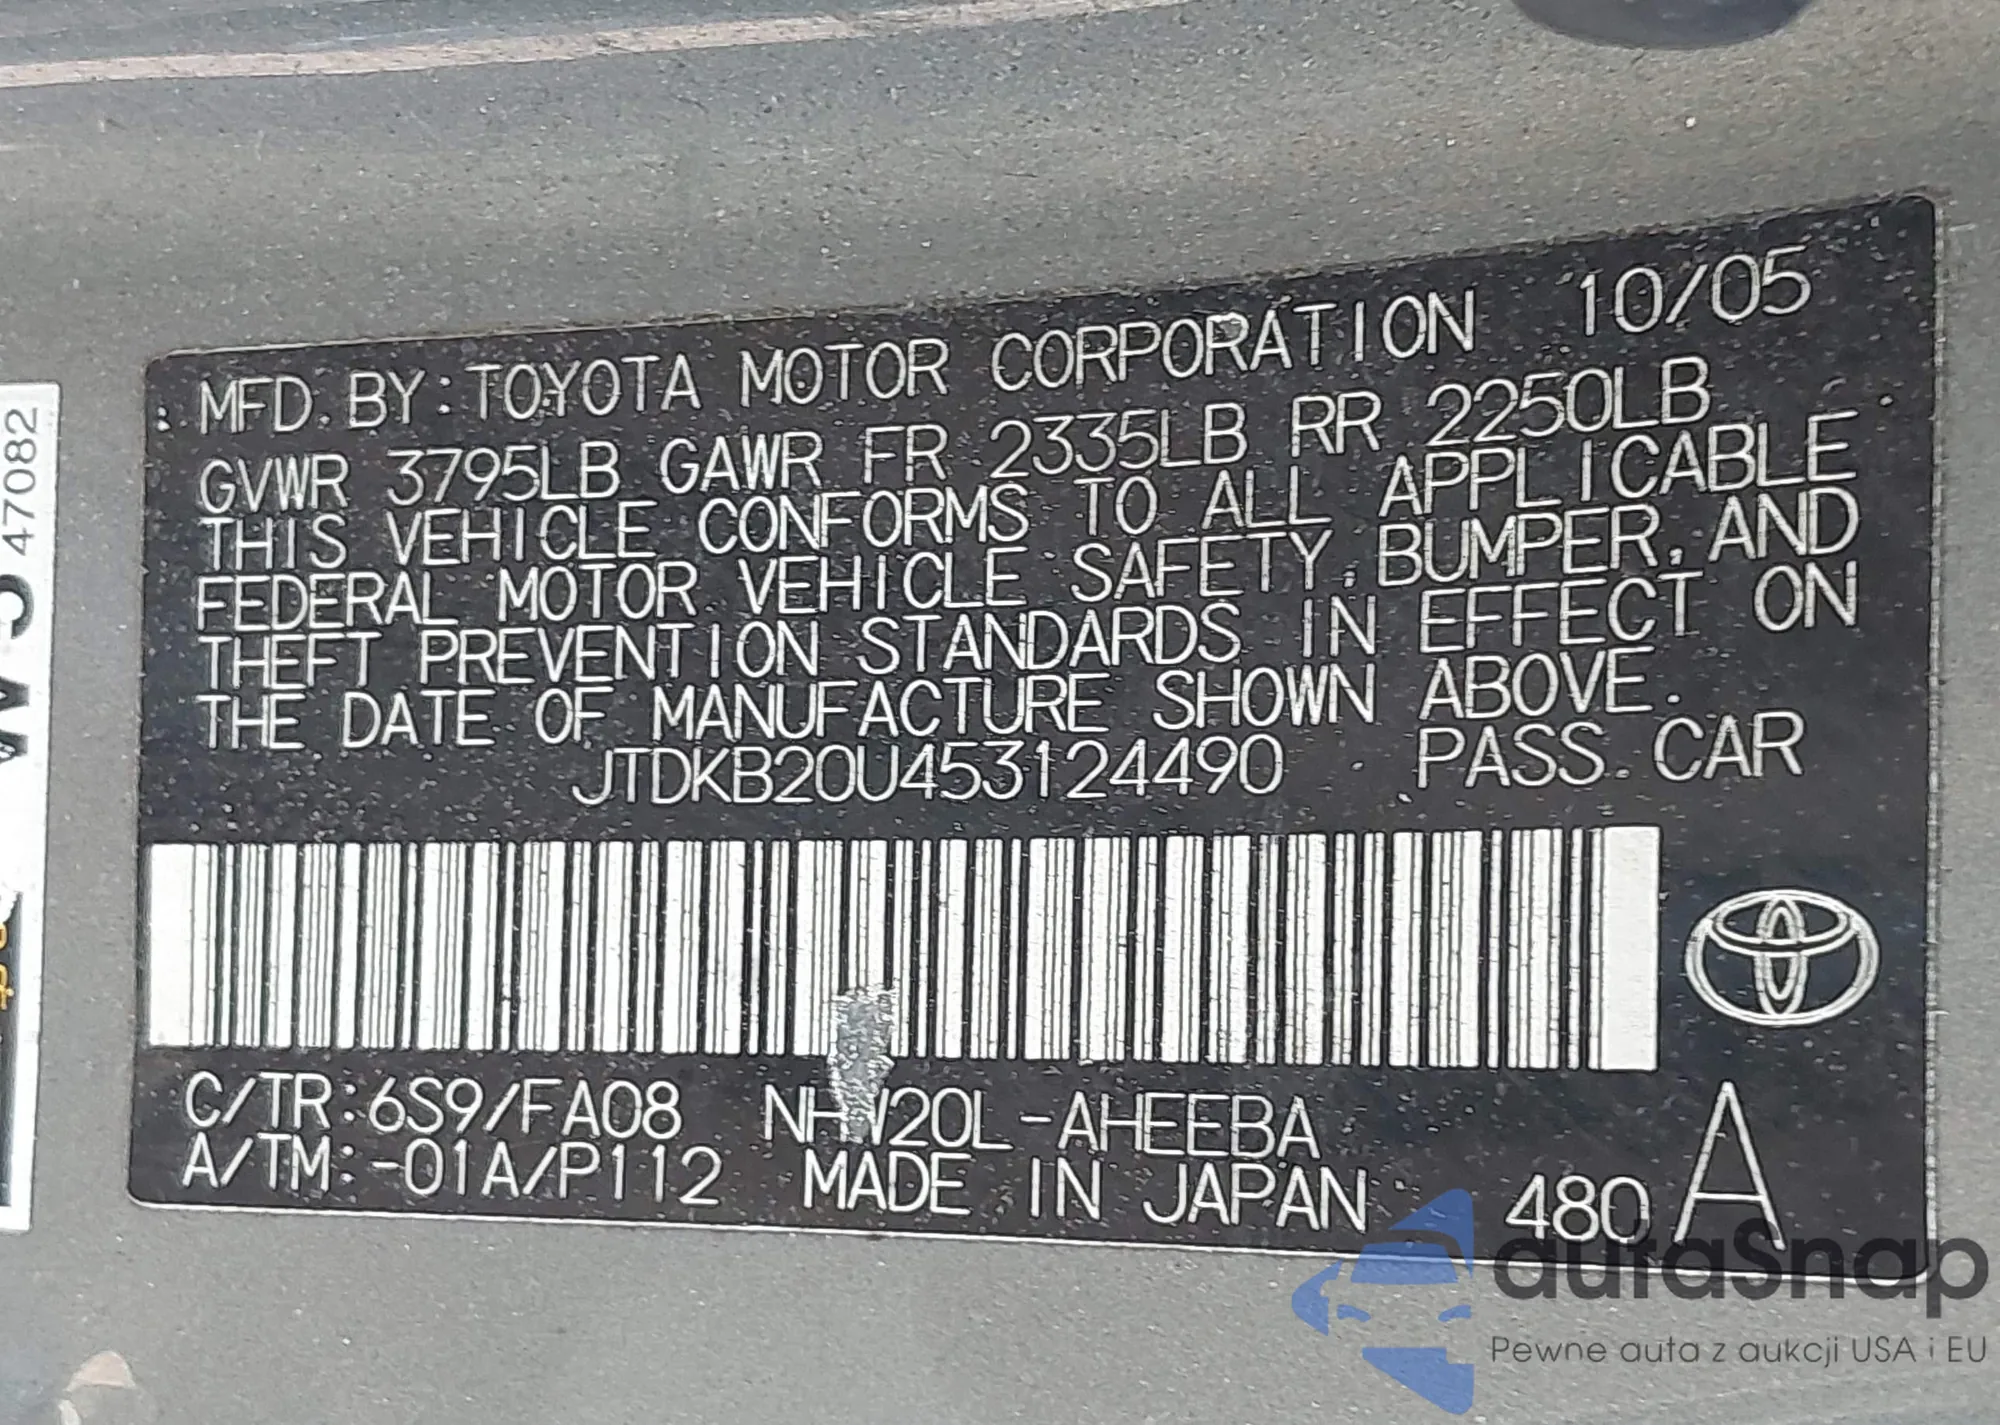 MFD. BY: TOYOTA MOTOR CORPORATION 10/05
GVWR 3795LB GAWR FR 2335LB RR 2250LB
THIS VEHICLE CONFORMS TO ALL APPLICABLE
FEDERAL MOTOR VEHICLE SAFETY, BUMPER, AND
THEFT PREVENTION STANDARDS IN EFFECT ON
THE DATE OF MANUFACTURE SHOWN ABOVE.
JTDKB20U453124490 PASS. CAR
C/TR: 6S9/FA08 NHW20L-AHEEBA
A/TM: -01A/P112 MADE IN JAPAN 480 A
47082
autaSnap
Pewne auta z aukcji USA i EU